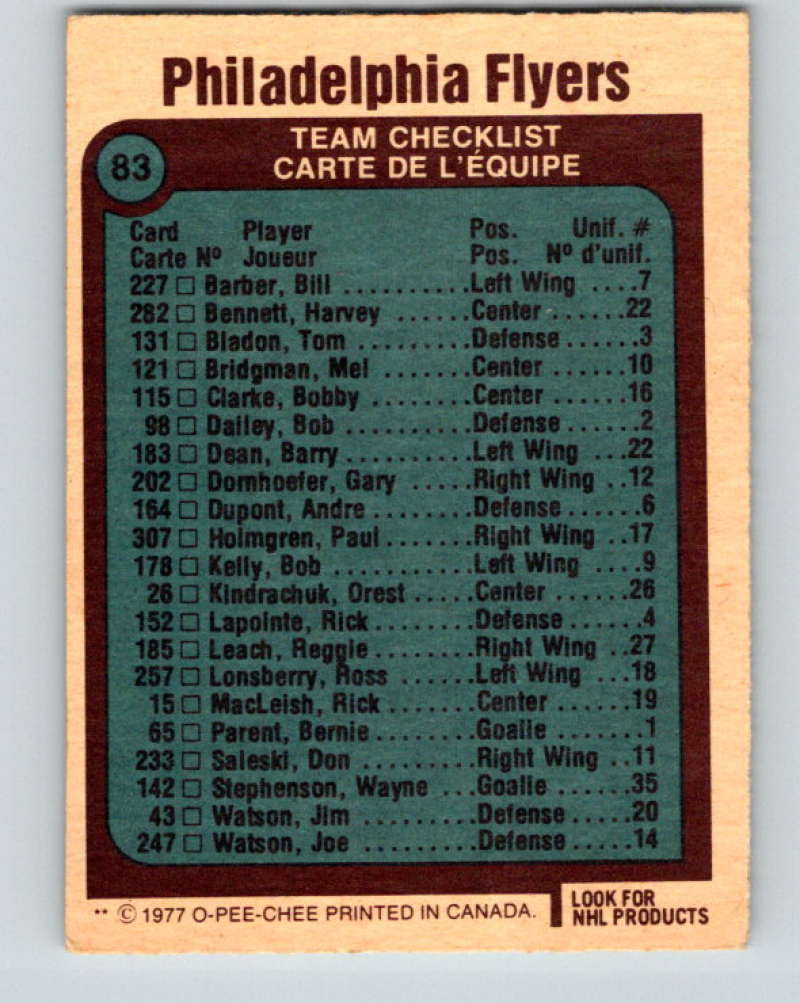 Philadelphia Flyers
83
TEAM CHECKLIST
CARTE DE L'ÉQUIPE
Card Player Pos. Unif. #
Carte Nº Joueur Pos. Nº d'unif.
227 □ Barber, Bill ..........Left Wing ....7
282 □ Bennett, Harvey ......Center ......22
131 □ Bladon, Tom .........Defense ......3
121 □ Bridgman, Mel .......Center ......10
115 □ Clarke, Bobby ........Center ......16
98 □ Dailey, Bob ..........Defense ......2
183 □ Dean, Barry .........Left Wing ...22
202 □ Dornhoefer, Gary .....Right Wing ..12
164 □ Dupont, Andre .......Defense ......6
307 □ Holmgren, Paul ......Right Wing ..17
178 □ Kelly, Bob ...........Left Wing ....9
26 □ Kindrachuk, Orest .....Center ......26
152 □ Lapointe, Rick ........Defense ......4
185 □ Leach, Reggie ........Right Wing ..27
257 □ Lonsberry, Ross ......Left Wing ...18
15 □ MacLeish, Rick .......Center ......19
65 □ Parent, Bernie ........Goalie .......1
233 □ Saleski, Don .........Right Wing ..11
142 □ Stephenson, Wayne ...Goalie ......35
43 □ Watson, Jim .........Defense .....20
247 □ Watson, Joe .........Defense .....14
** © 1977 O-PEE-CHEE PRINTED IN CANADA.
LOOK FOR
NHL PRODUCTS